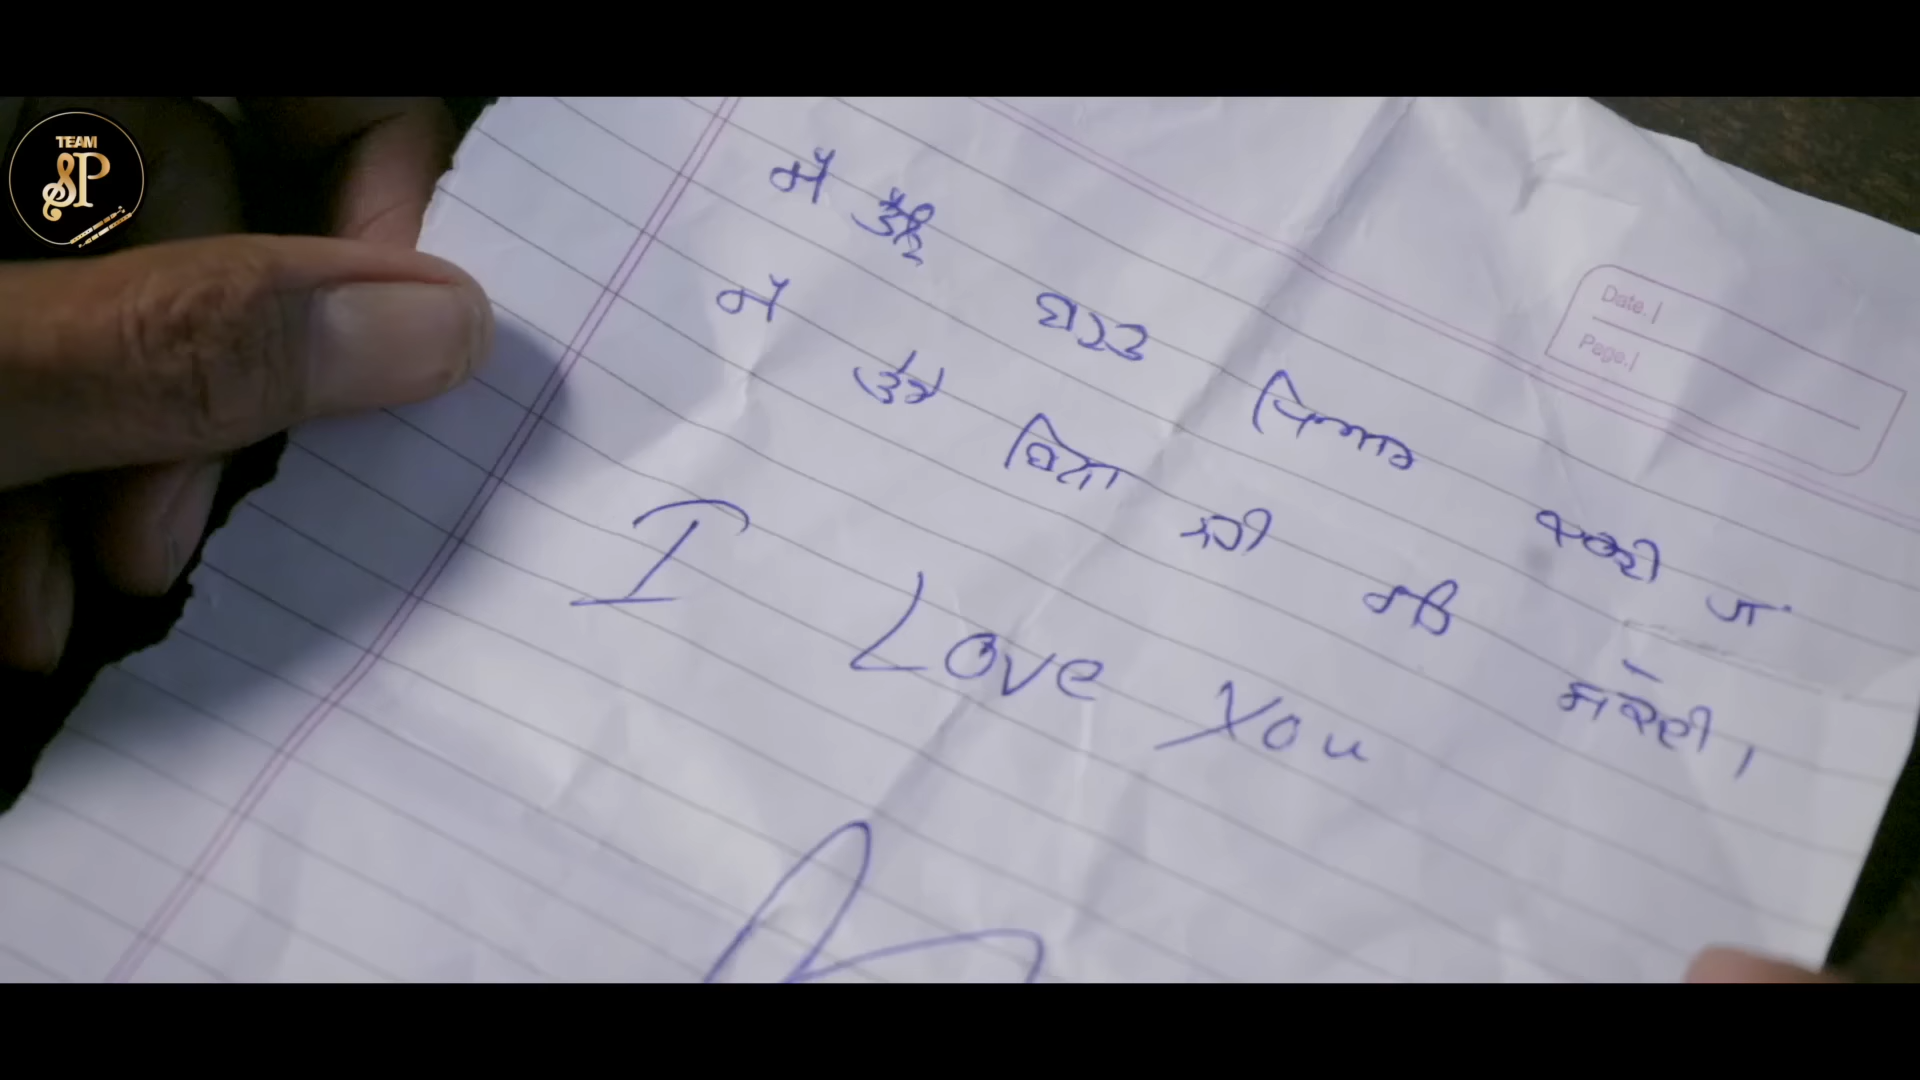 TEAM
SP
Date.
Page.
ਮੈਂ ਤੈਨੂੰ ਬਹੁਤ ਪਿਆਰ ਕਰਦੀ ਹਾਂ
ਮੈਂ ਤੇਰੇ ਬਿਨਾ ਨਹੀਂ ਰਹਿ ਸਕਦੀ।
I Love You